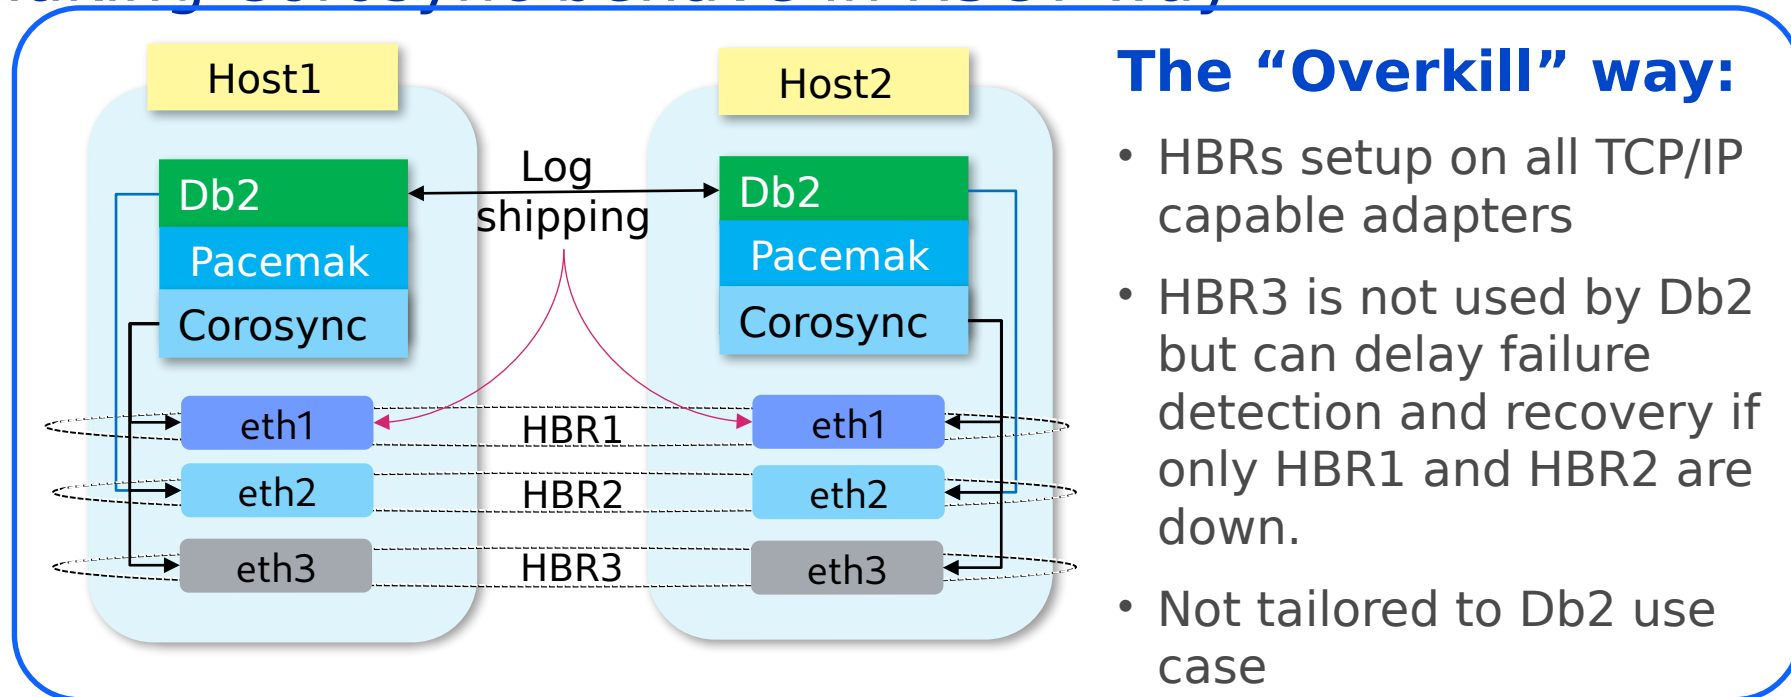 Host1
Host2
Db2
Pacemak
Corosync
Log
shipping
Db2
Pacemak
Corosync
eth1
HBR1
eth1
eth2
HBR2
eth2
eth3
HBR3
eth3
The “Overkill” way:
• HBRs setup on all TCP/IP
capable adapters
• HBR3 is not used by Db2
but can delay failure
detection and recovery if
only HBR1 and HBR2 are
down.
• Not tailored to Db2 use
case